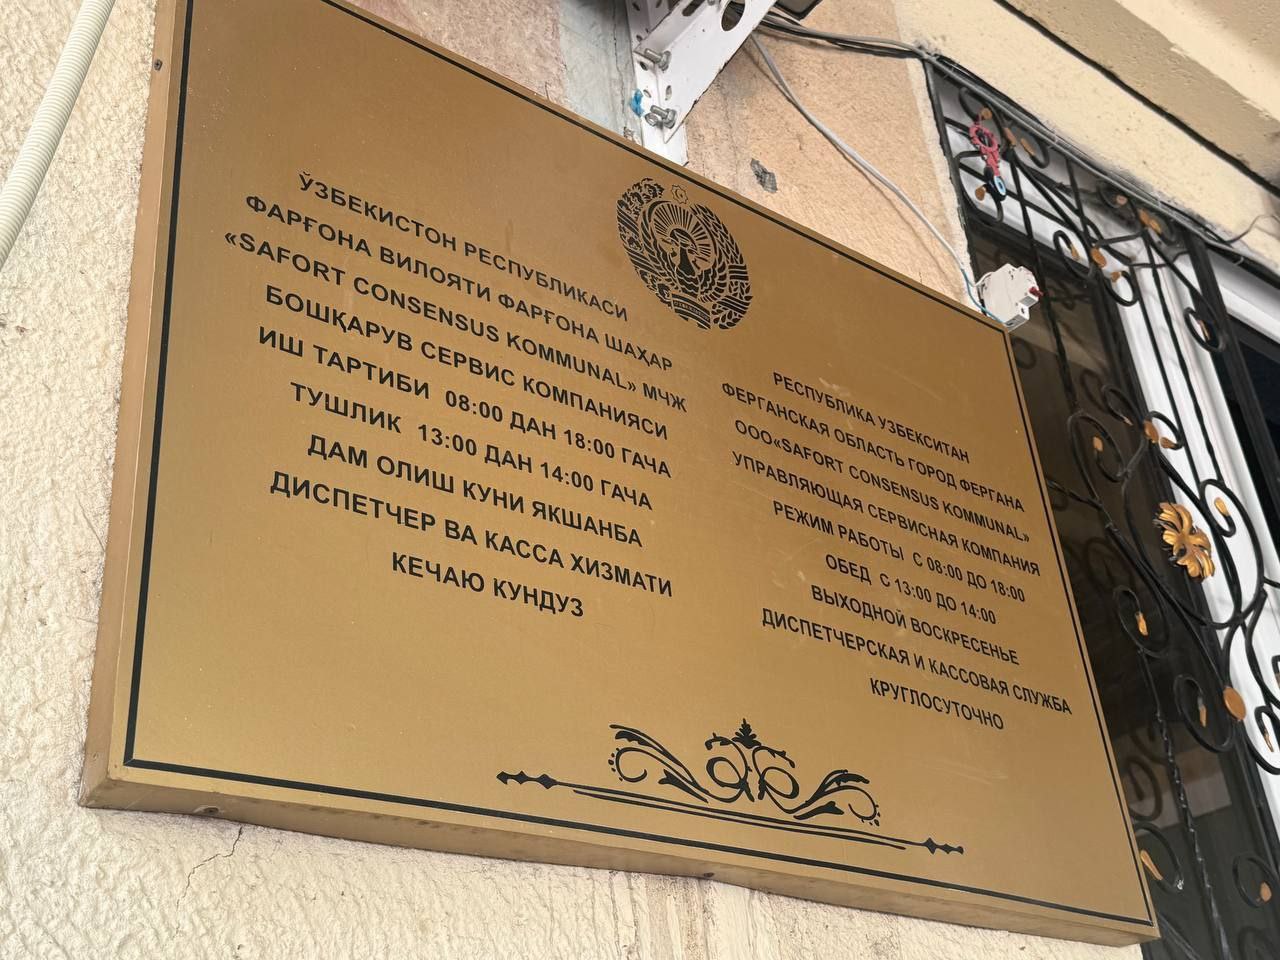 ЎЗБЕКИСТОН РЕСПУБЛИКАСИ
ФАРҒОНА ВИЛОЯТИ ФАРҒОНА ШАҲАР
«SAFORT CONSENSUS KOMMUNAL» МЧЖ
БОШҚАРУВ СЕРВИС КОМПАНИЯСИ
ИШ ТАРТИБИ 08:00 ДАН 18:00 ГАЧА
ТУШЛИК 13:00 ДАН 14:00 ГАЧА
ДАМ ОЛИШ КУНИ ЯКШАНБА
ДИСПЕТЧЕР ВА КАССА ХИЗМАТИ
КЕЧАЮ КУНДУЗ
РЕСПУБЛИКА УЗБЕКСИТАН
ФЕРГАНСКАЯ ОБЛАСТЬ ГОРОД ФЕРГАНА
ООО«SAFORT CONSENSUS KOMMUNAL»
УПРАВЛЯЮЩАЯ СЕРВИСНАЯ КОМПАНИЯ
РЕЖИМ РАБОТЫ С 08:00 ДО 18:00
ОБЕД С 13:00 ДО 14:00
ВЫХОДНОЙ ВОСКРЕСЕНЬЕ
ДИСПЕТЧЕРСКАЯ И КАССОВАЯ СЛУЖБА
КРУГЛОСУТОЧНО